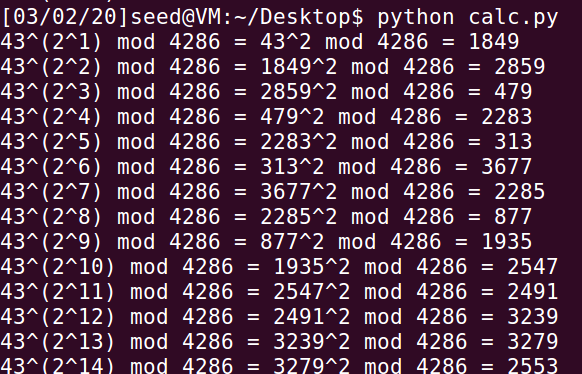 [03/02/20]seed@VM:~/Desktop$ python calc.py
43^(2^1) mod 4286 = 43^2 mod 4286 = 1849
43^(2^2) mod 4286 = 1849^2 mod 4286 = 2859
43^(2^3) mod 4286 = 2859^2 mod 4286 = 479
43^(2^4) mod 4286 = 479^2 mod 4286 = 2283
43^(2^5) mod 4286 = 2283^2 mod 4286 = 313
43^(2^6) mod 4286 = 313^2 mod 4286 = 3677
43^(2^7) mod 4286 = 3677^2 mod 4286 = 2285
43^(2^8) mod 4286 = 2285^2 mod 4286 = 877
43^(2^9) mod 4286 = 877^2 mod 4286 = 1935
43^(2^10) mod 4286 = 1935^2 mod 4286 = 2547
43^(2^11) mod 4286 = 2547^2 mod 4286 = 2491
43^(2^12) mod 4286 = 2491^2 mod 4286 = 3239
43^(2^13) mod 4286 = 3239^2 mod 4286 = 3279
43^(2^14) mod 4286 = 3279^2 mod 4286 = 2553